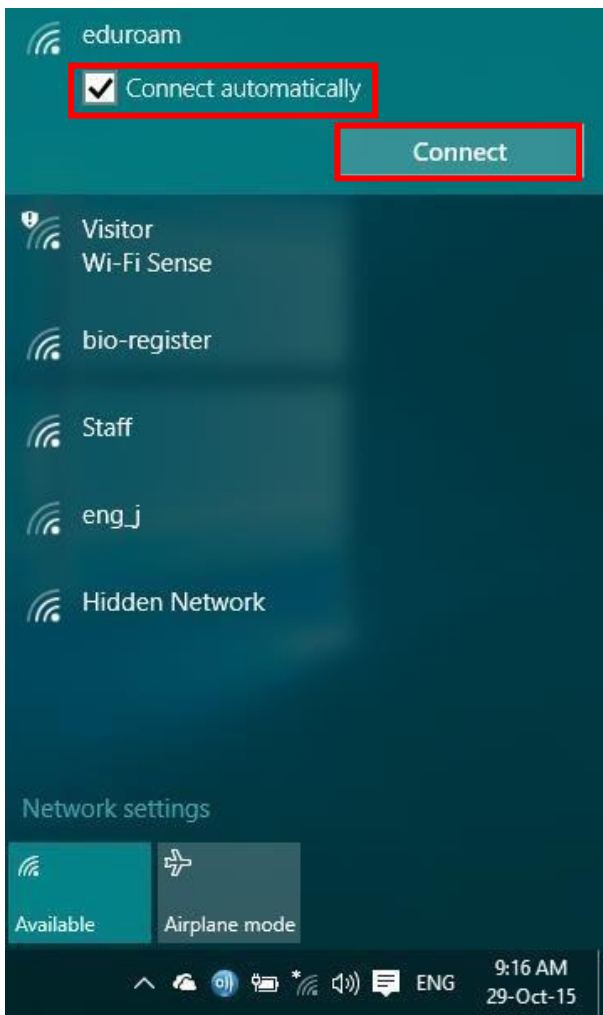 eduroam
Connect automatically
Connect
Visitor
Wi-Fi Sense
bio-register
Staff
eng_j
Hidden Network
Network settings
Available
Airplane mode
ENG
9:16 AM
29-Oct-15